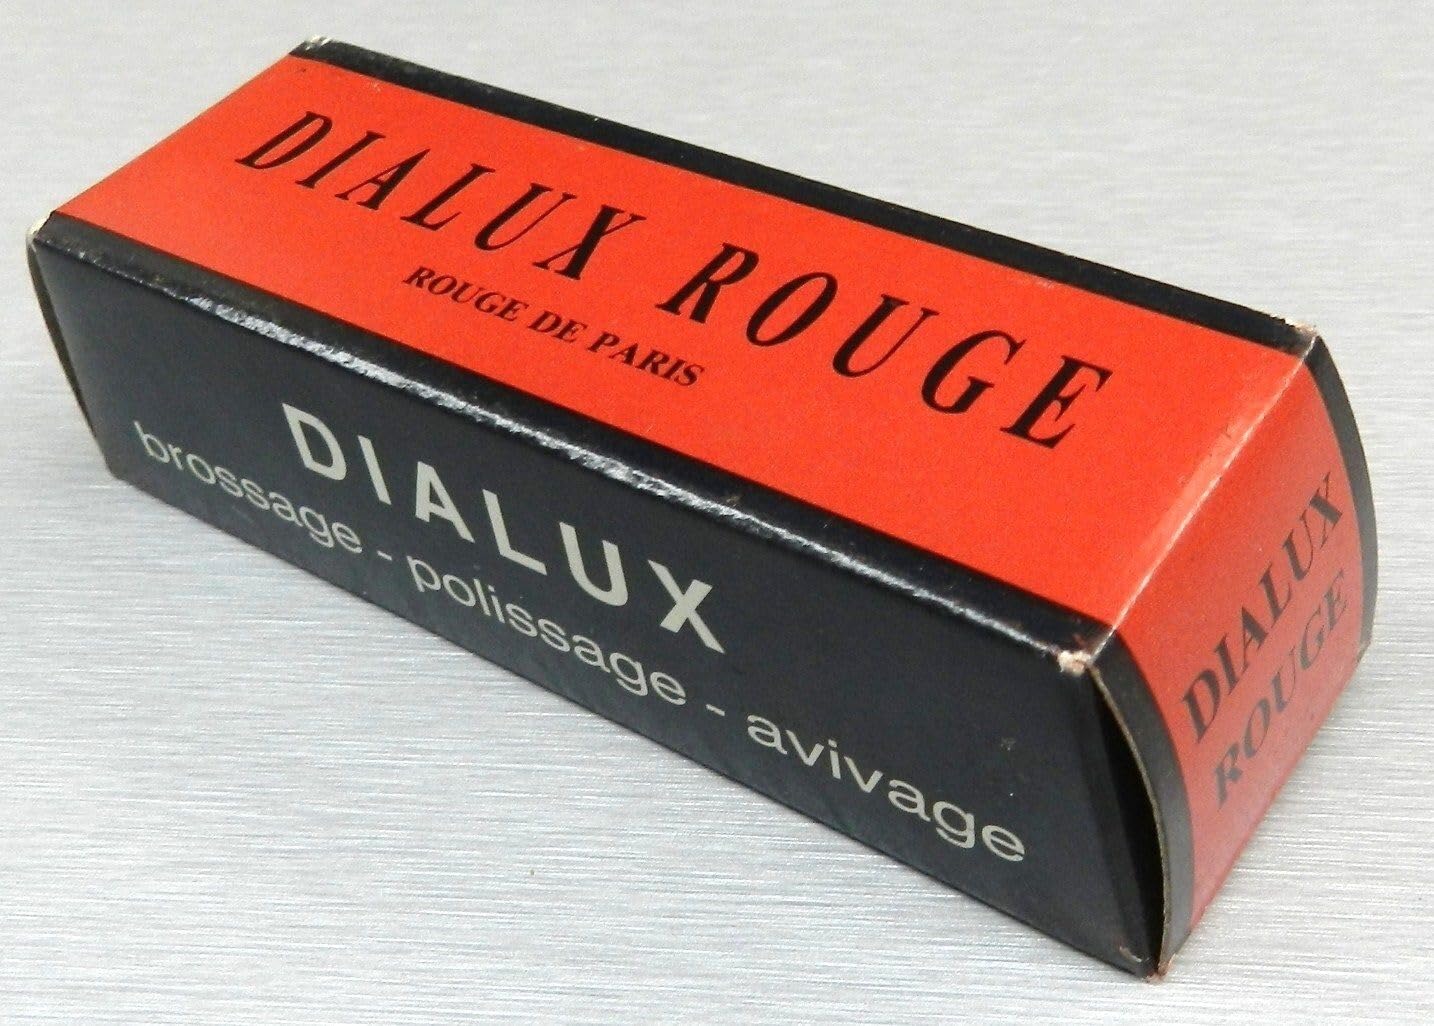 DIALUX ROUGE
ROUGE DE PARIS
DIALUX
brossage - polissage - avivage
DIALUX
ROUGE